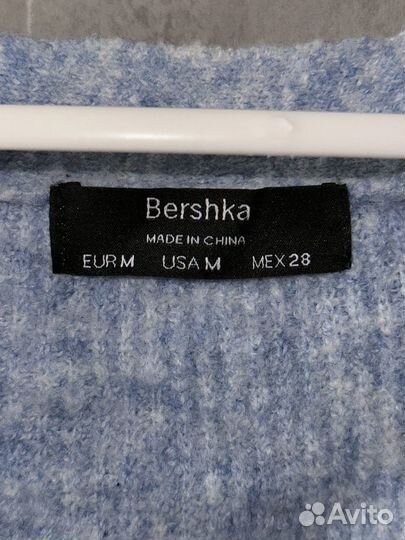 Bershka
MADE IN CHINA
EUR M USA M MEX 28
Avito